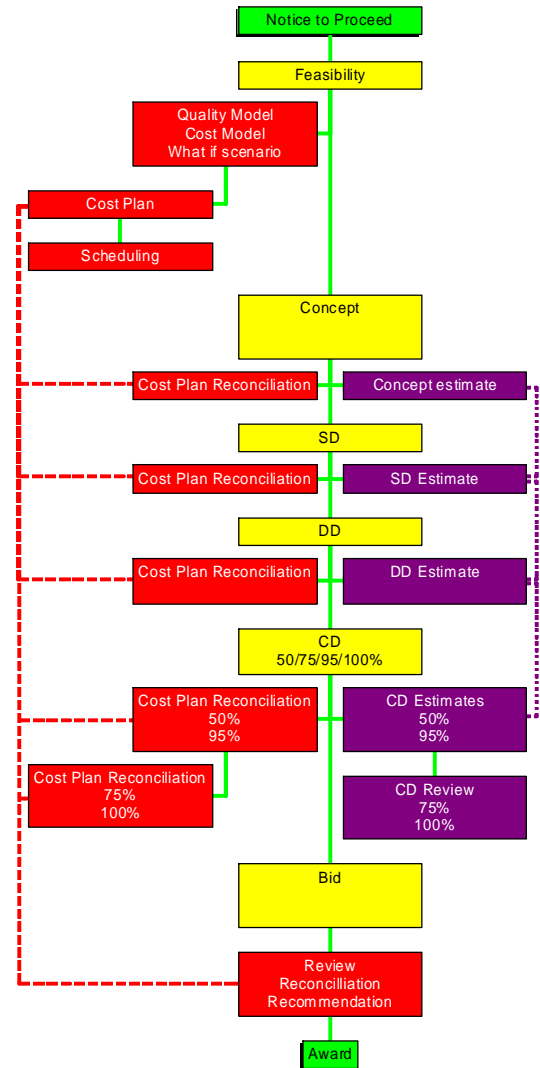 Notice to Proceed
Feasibility
Quality Model
Cost Model
What if scenario
Cost Plan
Scheduling
Concept
Cost Plan Reconciliation
Concept estimate
SD
Cost Plan Reconciliation
SD Estimate
DD
Cost Plan Reconciliation
DD Estimate
CD
50/75/95/100%
Cost Plan Reconciliation
50%
95%
CD Estimates
50%
95%
Cost Plan Reconciliation
75%
100%
CD Review
75%
100%
Bid
Review
Reconcilliation
Recommendation
Award